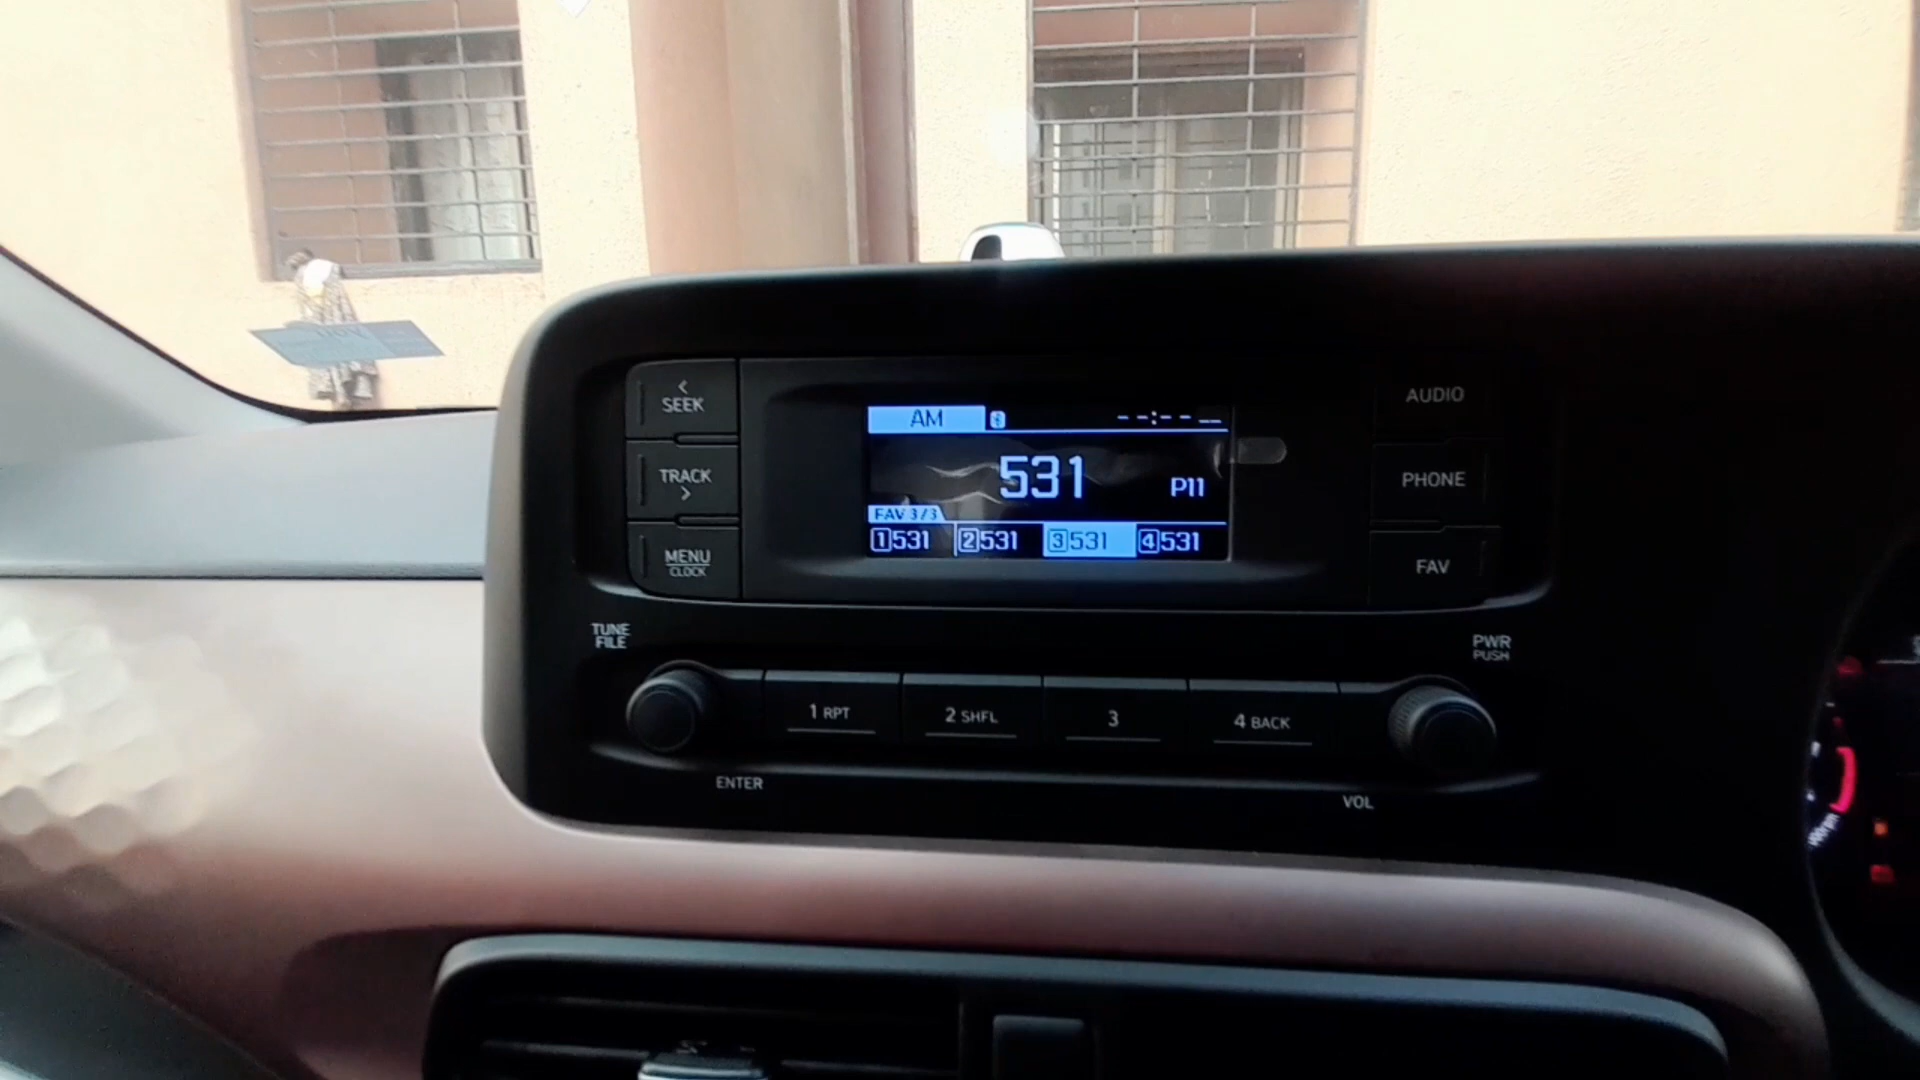 <
SEEK
TRACK
>
MENU
CLOCK
AM
--:-- __
531
P11
FAV 3/3
1 531 2 531 3 531 4 531
AUDIO
PHONE
FAV
TUNE
FILE
PWR
PUSH
1 RPT
2 SHFL
3
4 BACK
ENTER
VOL